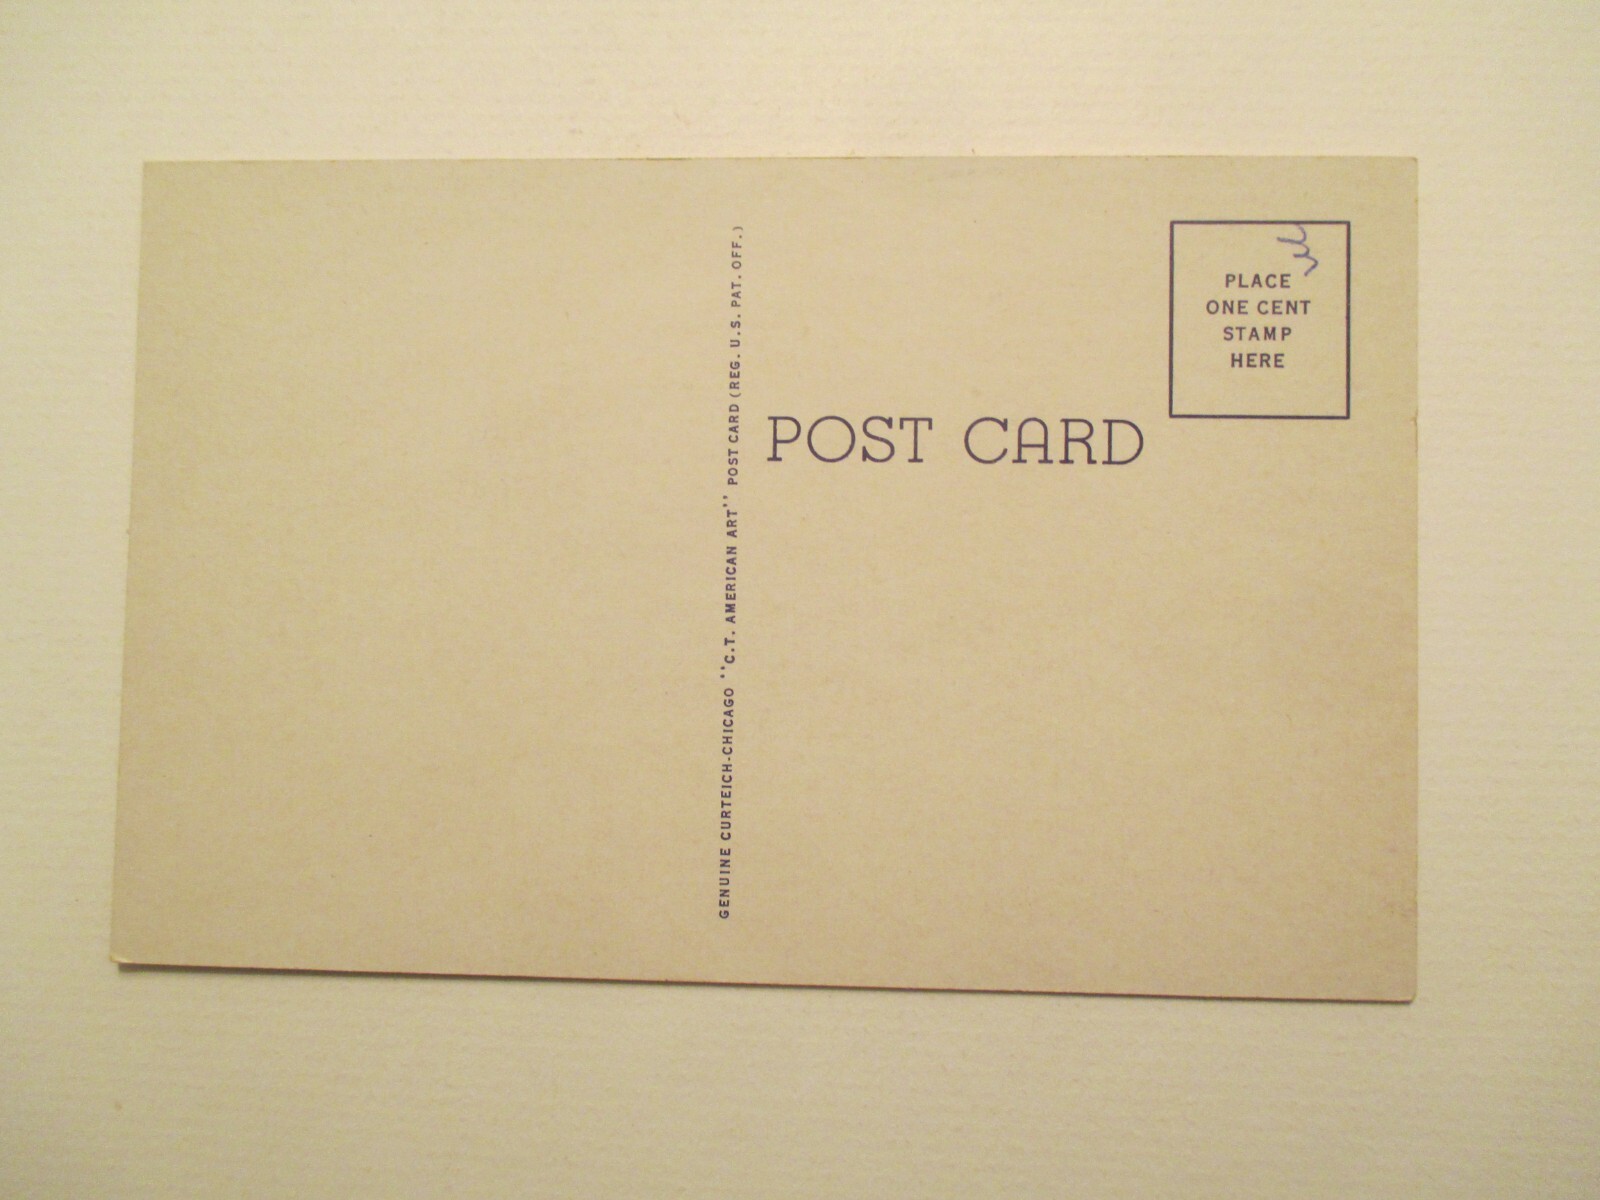 GENUINE CURTEICH-CHICAGO "C.T. AMERICAN ART" POST CARD (REG. U.S. PAT. OFF.)
POST CARD
PLACE
ONE CENT
STAMP
HERE